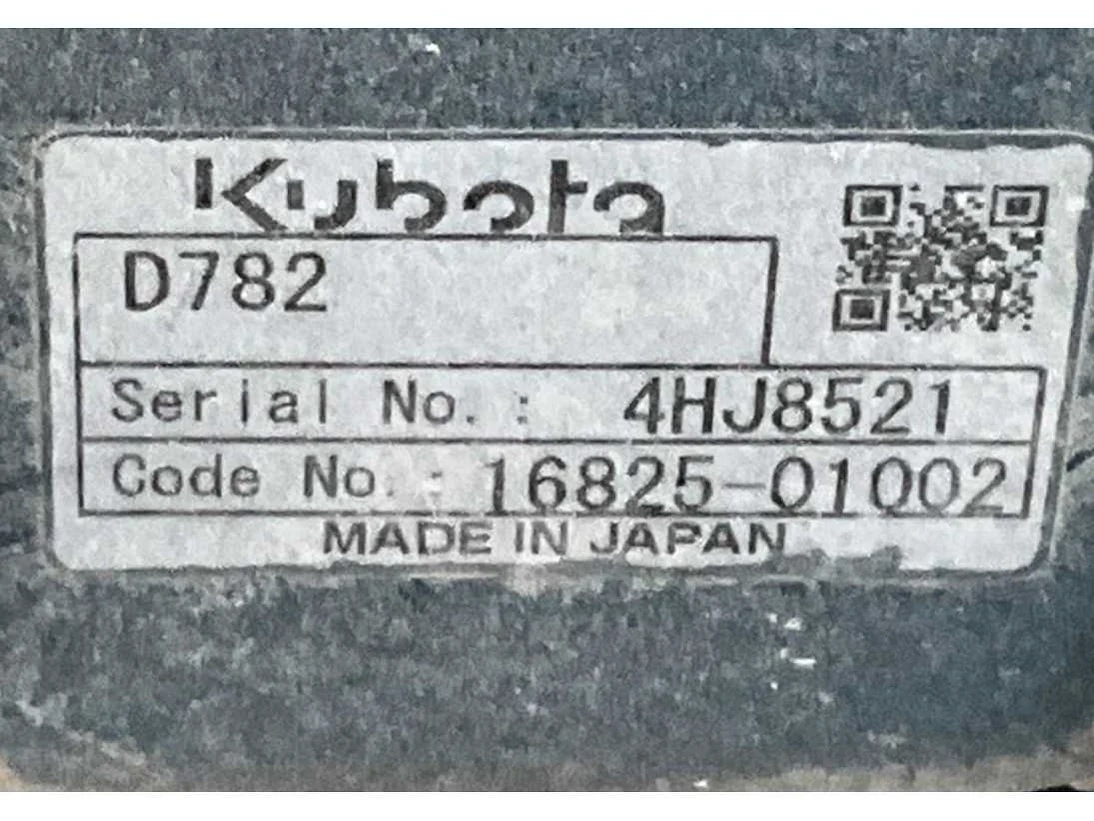 Kubota
D782
Serial No.: 4HJ8521
Code No.: 16825-01002
MADE IN JAPAN